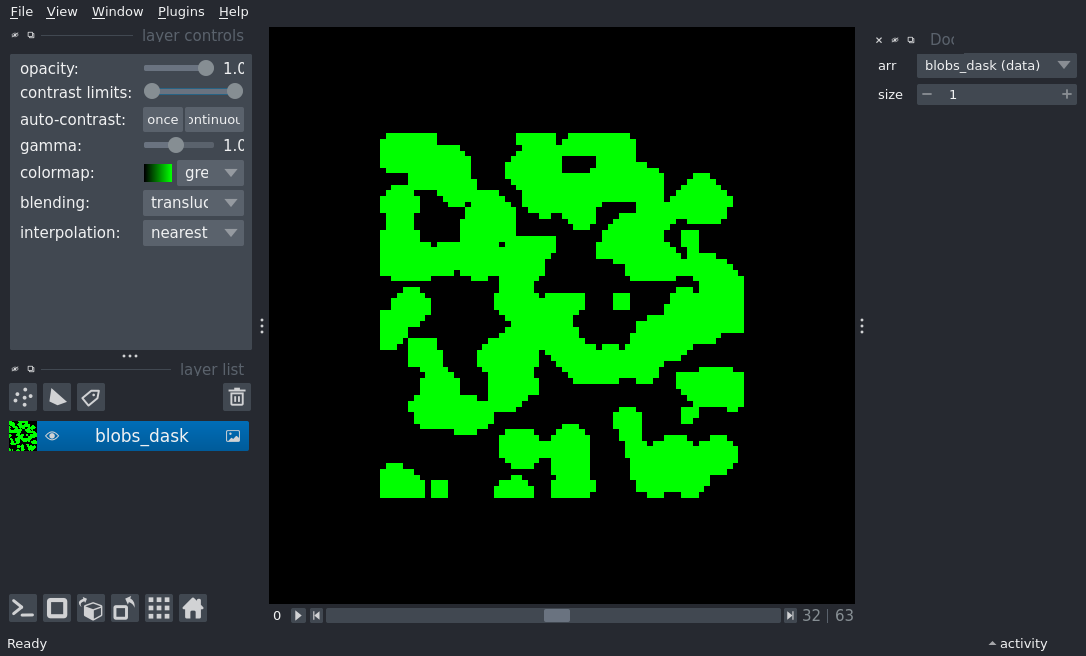 File View Window Plugins Help
layer controls
opacity: 1.0
contrast limits:
auto-contrast: once ontinuou
gamma: 1.0
colormap: gre
blending: transluc
interpolation: nearest
layer list
blobs_dask
0 32 | 63
Doc
arr blobs_dask (data)
size 1
Ready
activity